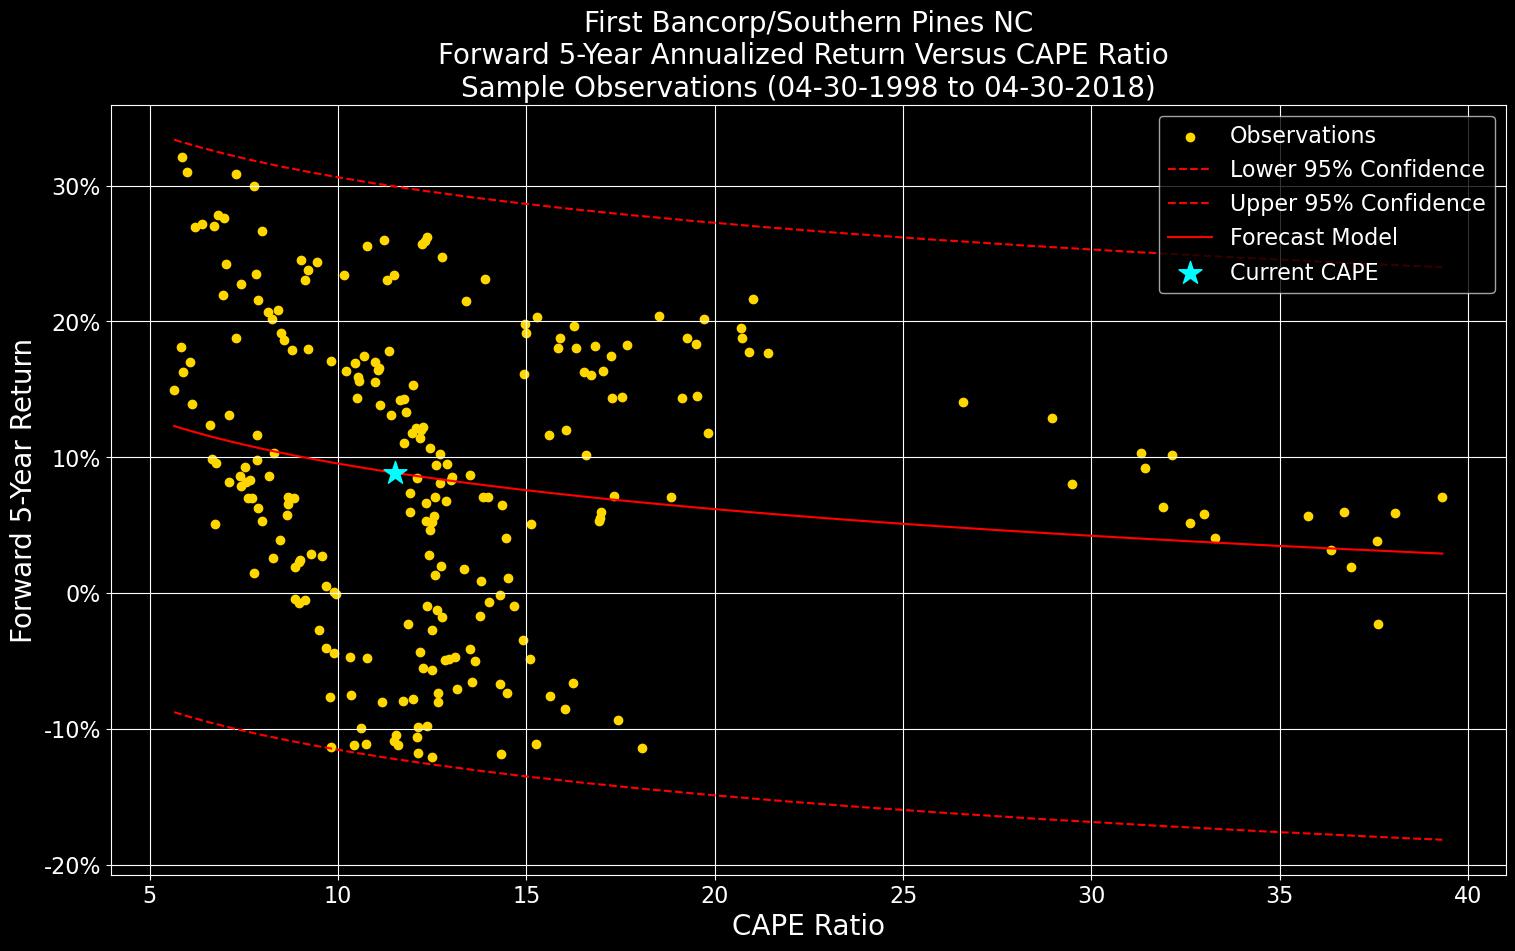 First Bancorp/Southern Pines NC
Forward 5-Year Annualized Return Versus CAPE Ratio
Sample Observations (04-30-1998 to 04-30-2018)
Observations
Lower 95% Confidence
Upper 95% Confidence
Forecast Model
Current CAPE
Forward 5-Year Return
30%
20%
10%
0%
-10%
-20%
5 10 15 20 25 30 35 40
CAPE Ratio